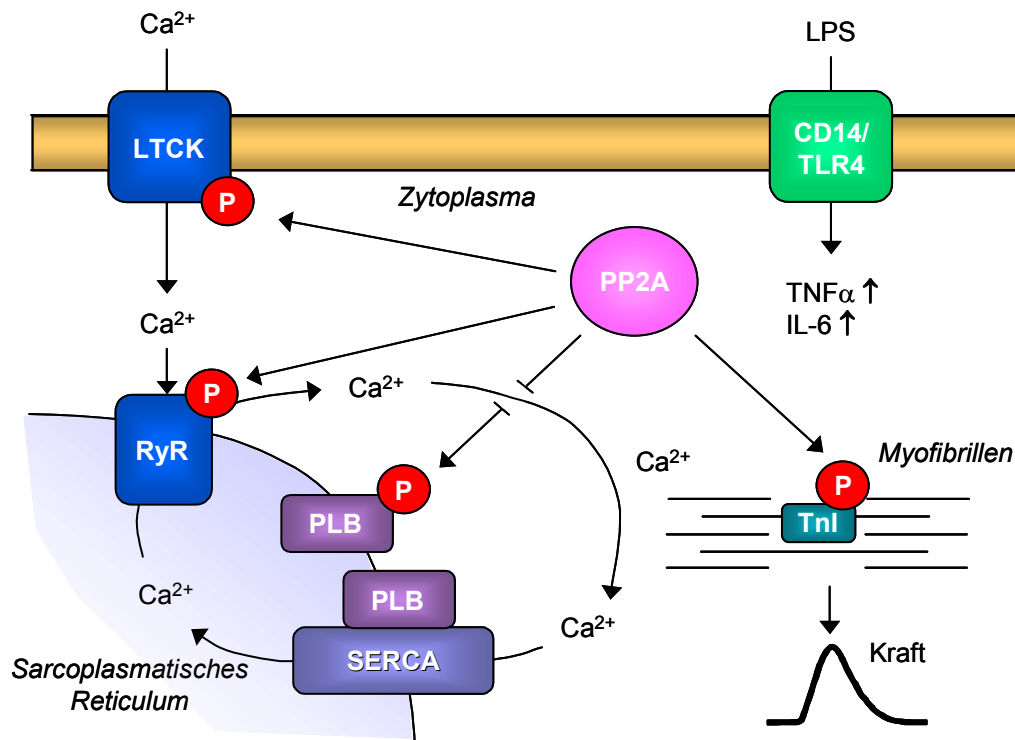 Ca²⁺
LPS
LTCK
P
CD14/
TLR4
Zytoplasma
PP2A
TNFα ↑
IL-6 ↑
Ca²⁺
P
Ca²⁺
RyR
Ca²⁺
Myofibrillen
P
P
PLB
TnI
Ca²⁺
PLB
Ca²⁺
SERCA
Kraft
Sarcoplasmatisches
Reticulum